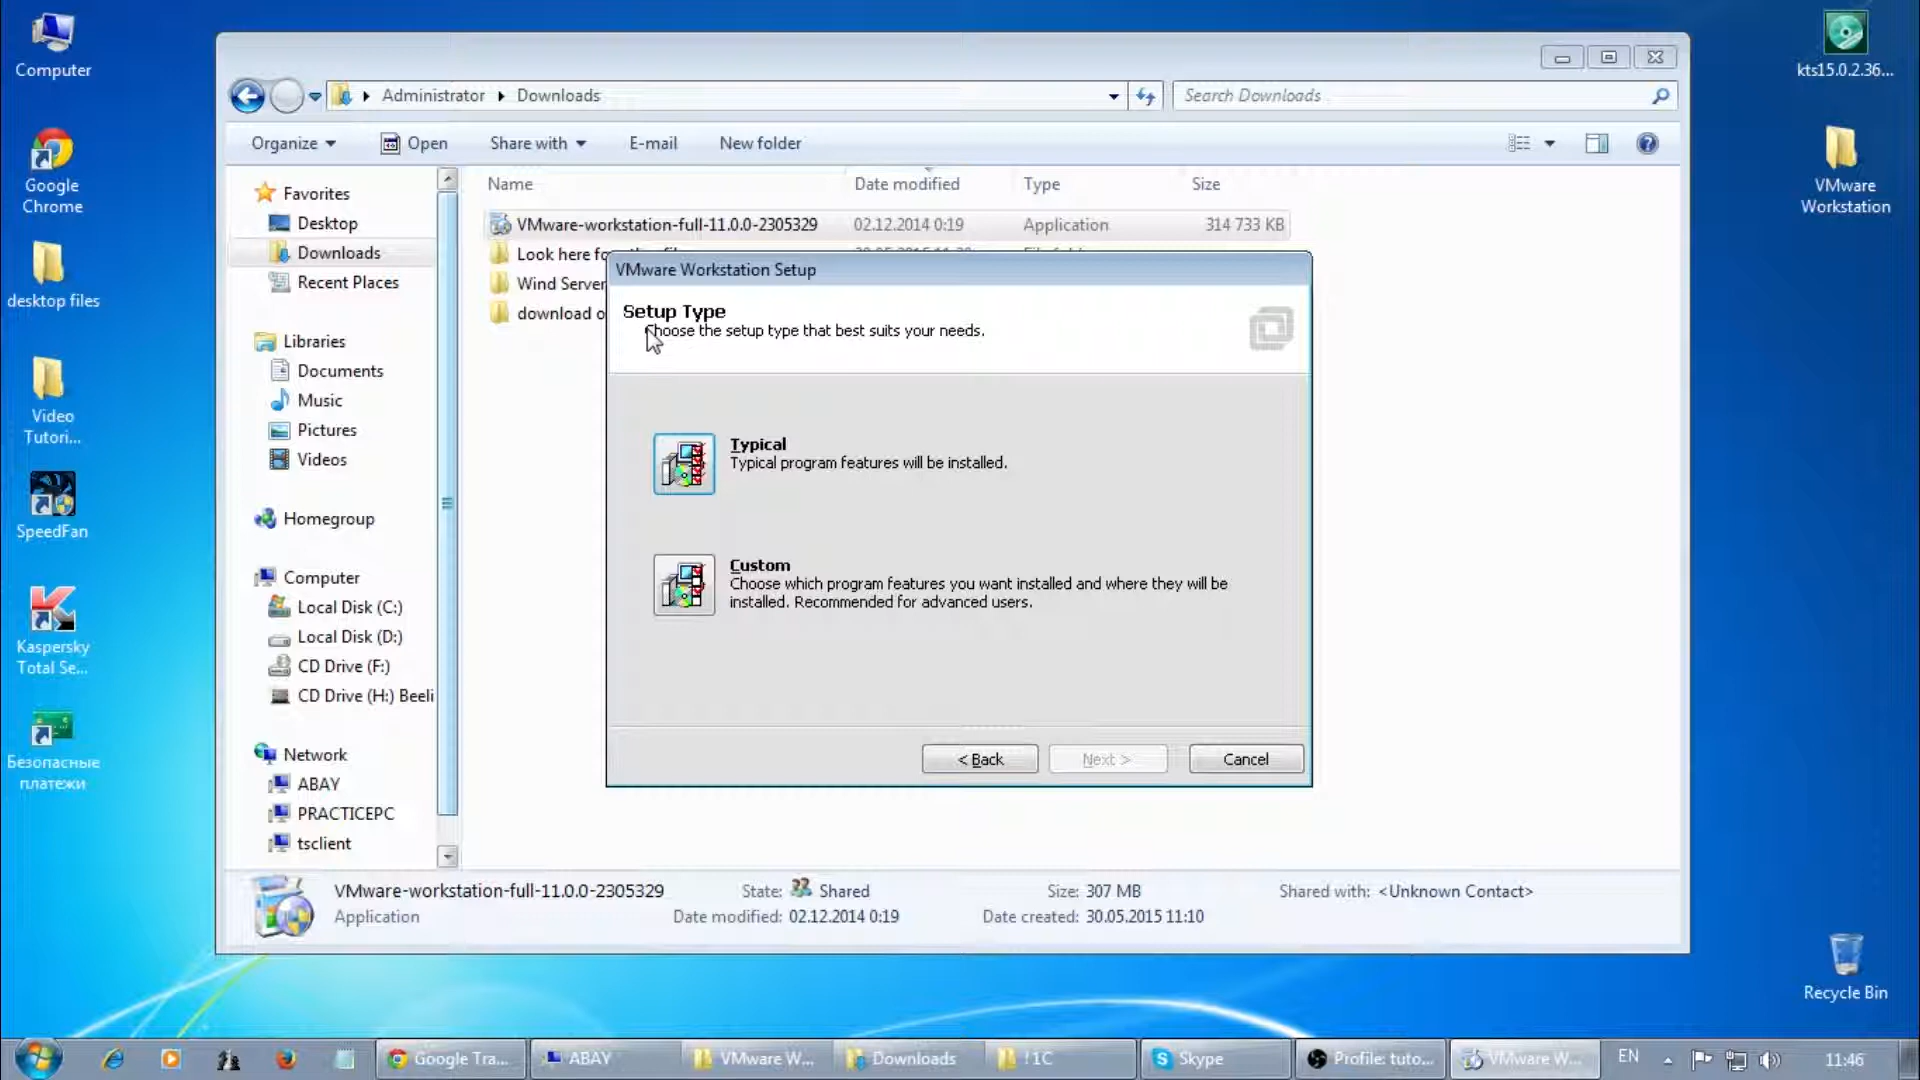 Computer
Google
Chrome
desktop files
Video
Tutori...
SpeedFan
Kaspersky
Total Se...
Безопасные
платежи
kts15.0.2.36...
VMware
Workstation
Recycle Bin
Administrator
Downloads
Search Downloads
Organize
Open
Share with
E-mail
New folder
Favorites
Desktop
Downloads
Recent Places
Libraries
Documents
Music
Pictures
Videos
Homegroup
Computer
Local Disk (C:)
Local Disk (D:)
CD Drive (F:)
CD Drive (H:) Beeli
Network
ABAY
PRACTICEPC
tsclient
Name Date modified Type Size
VMware-workstation-full-11.0.0-2305329 02.12.2014 0:19 Application 314 733 KB
Look here fo
Wind Server
download o
VMware Workstation Setup
Setup Type
Choose the setup type that best suits your needs.
Typical
Typical program features will be installed.
Custom
Choose which program features you want installed and where they will be
installed. Recommended for advanced users.
< Back Next > Cancel
VMware-workstation-full-11.0.0-2305329 State: Shared Size: 307 MB Shared with: <Unknown Contact>
Application Date modified: 02.12.2014 0:19 Date created: 30.05.2015 11:10
Google Tra... ABAY VMware W... Downloads !1C Skype Profile: tuto... VMware W... EN 11:46